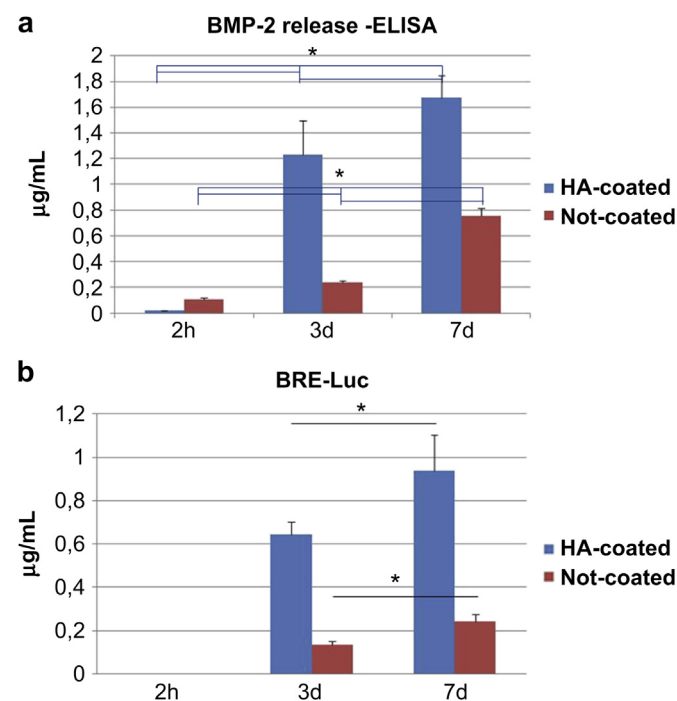 a
BMP-2 release -ELISA
2
1,8
1,6
1,4
1,2
1
0,8
0,6
0,4
0,2
0
µg/mL
*
*
2h 3d 7d
HA-coated
Not-coated
b
BRE-Luc
1,2
1
0,8
0,6
0,4
0,2
0
µg/mL
*
*
2h 3d 7d
HA-coated
Not-coated